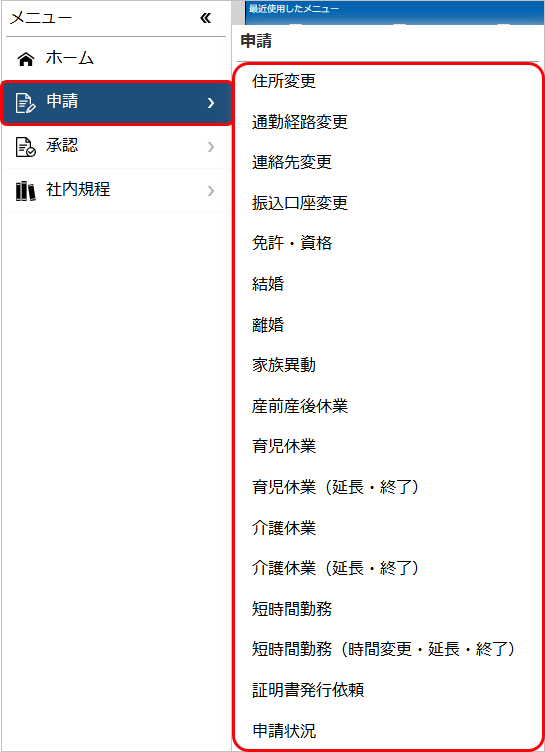 メニュー
ホーム
申請
承認
社内規程
最近使用したメニュー
申請
住所変更
通勤経路変更
連絡先変更
振込口座変更
免許・資格
結婚
離婚
家族異動
産前産後休業
育児休業
育児休業（延長・終了）
介護休業
介護休業（延長・終了）
短時間勤務
短時間勤務（時間変更・延長・終了）
証明書発行依頼
申請状況